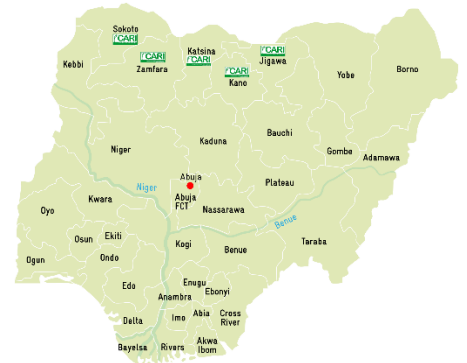 Sokoto
CARI
Katsina
CARI
CARI
Jigawa
Kebbi
CARI
Zamfara
CARI
Kano
Yobe
Borno
Niger
Kaduna
Bauchi
Gombe
Adamawa
Abuja
Niger
Abuja
FCT
Plateau
Nassarawa
Kwara
Oyo
Benue
Osun
Ekiti
Kogi
Benue
Taraba
Ogun
Ondo
Edo
Enugu
Ebonyi
Anambra
Delta
Imo
Abia
Cross
River
Bayelsa
Rivers
Akwa
Ibom